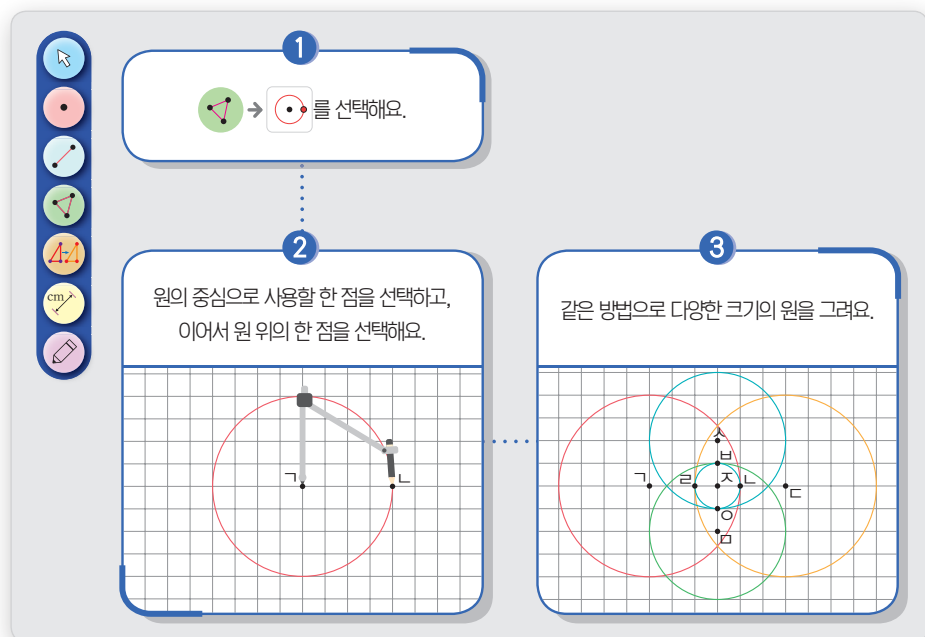 1
를 선택해요.
cm
2
원의 중심으로 사용할 한 점을 선택하고,
이어서 원 위의 한 점을 선택해요.
ㄱ ㄴ
3
같은 방법으로 다양한 크기의 원을 그려요.
ㅅ
ㅂ
ㄱ ㄹ ㅈ ㄴ ㄷ
ㅇ
ㅁ